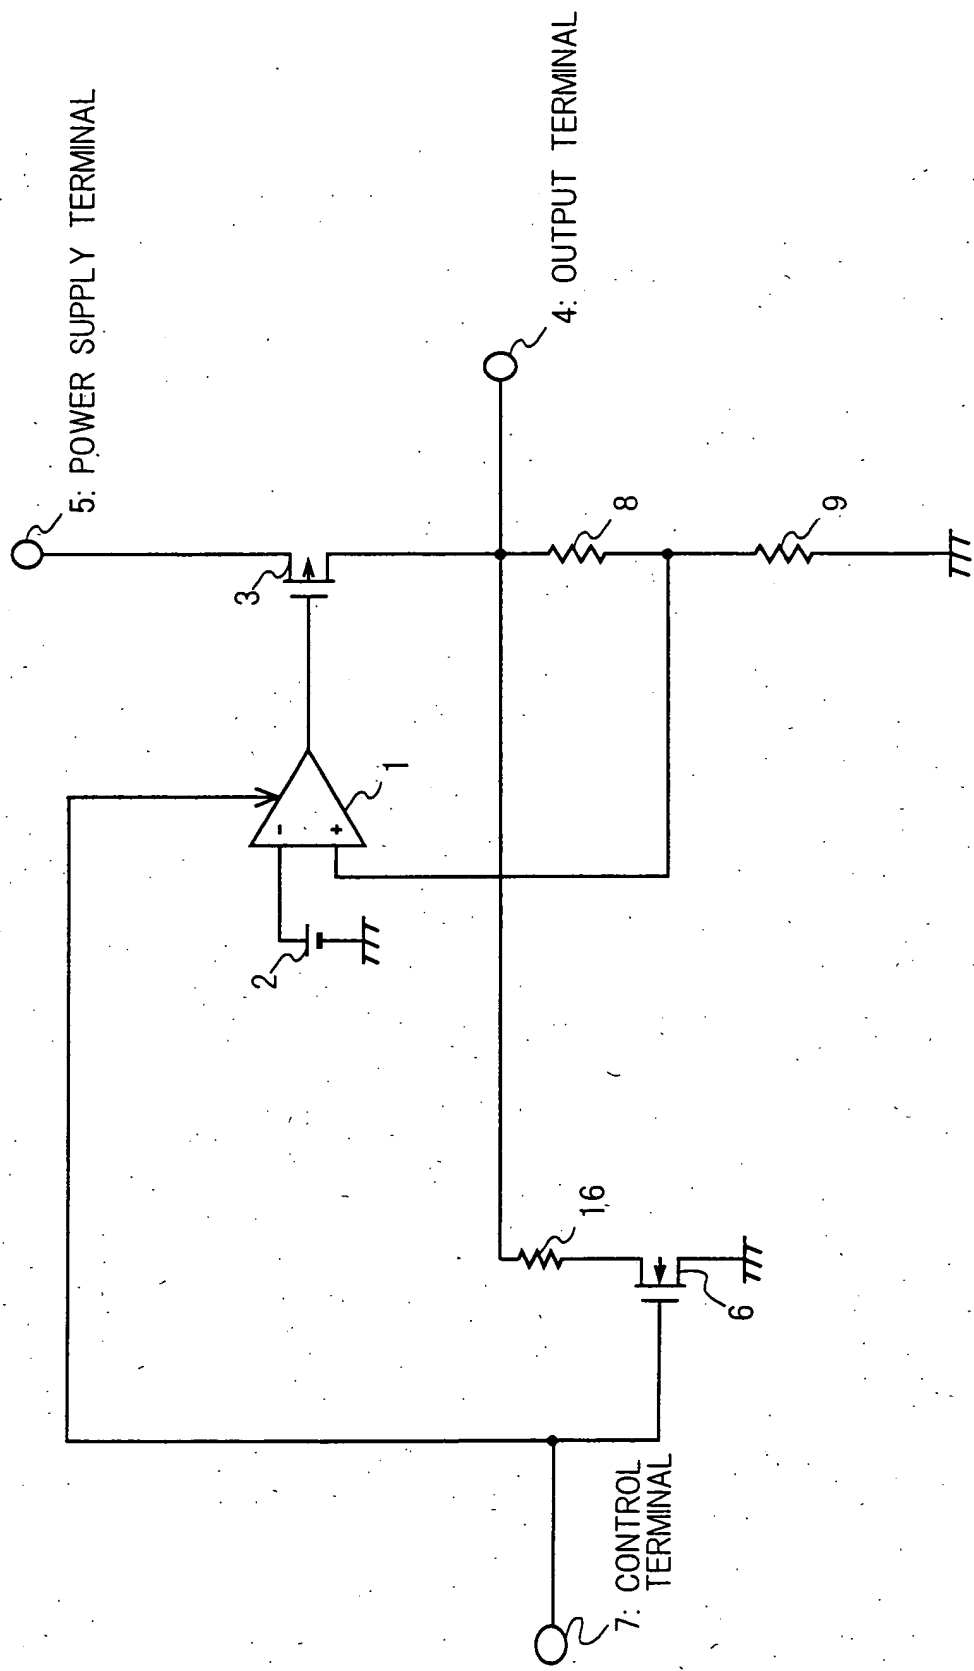 5: POWER SUPPLY TERMINAL
3
4: OUTPUT TERMINAL
8
9
1
-
+
2
16
6
7: CONTROL
TERMINAL